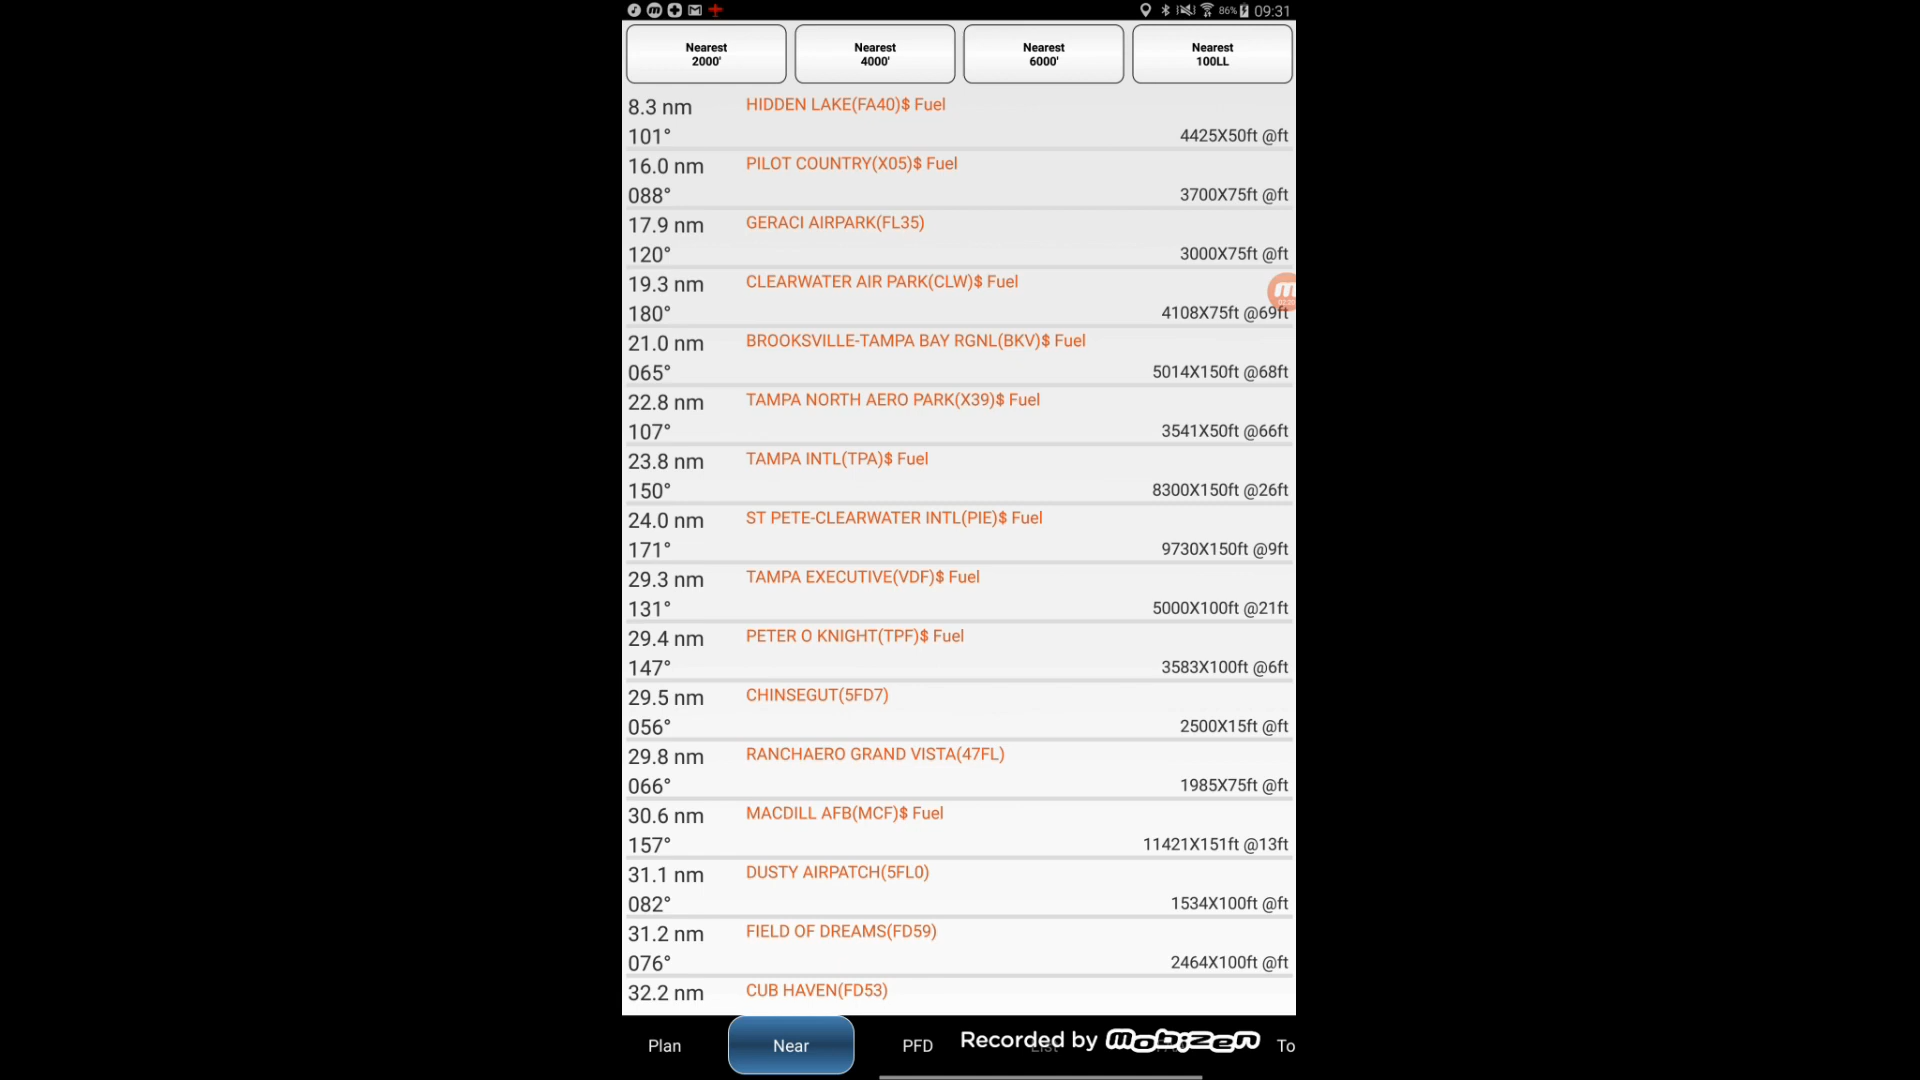 86% 09:31
Nearest
2000'
Nearest
4000'
Nearest
6000'
Nearest
100LL
8.3 nm HIDDEN LAKE(FA40)$ Fuel
101° 4425X50ft @ft
16.0 nm PILOT COUNTRY(X05)$ Fuel
088° 3700X75ft @ft
17.9 nm GERACI AIRPARK(FL35)
120° 3000X75ft @ft
19.3 nm CLEARWATER AIR PARK(CLW)$ Fuel
180° 4108X75ft @69ft
21.0 nm BROOKSVILLE-TAMPA BAY RGNL(BKV)$ Fuel
065° 5014X150ft @68ft
22.8 nm TAMPA NORTH AERO PARK(X39)$ Fuel
107° 3541X50ft @66ft
23.8 nm TAMPA INTL(TPA)$ Fuel
150° 8300X150ft @26ft
24.0 nm ST PETE-CLEARWATER INTL(PIE)$ Fuel
171° 9730X150ft @9ft
29.3 nm TAMPA EXECUTIVE(VDF)$ Fuel
131° 5000X100ft @21ft
29.4 nm PETER O KNIGHT(TPF)$ Fuel
147° 3583X100ft @6ft
29.5 nm CHINSEGUT(5FD7)
056° 2500X15ft @ft
29.8 nm RANCHAERO GRAND VISTA(47FL)
066° 1985X75ft @ft
30.6 nm MACDILL AFB(MCF)$ Fuel
157° 11421X151ft @13ft
31.1 nm DUSTY AIRPATCH(5FL0)
082° 1534X100ft @ft
31.2 nm FIELD OF DREAMS(FD59)
076° 2464X100ft @ft
32.2 nm CUB HAVEN(FD53)
Plan Near PFD List To
Recorded by Mobizen